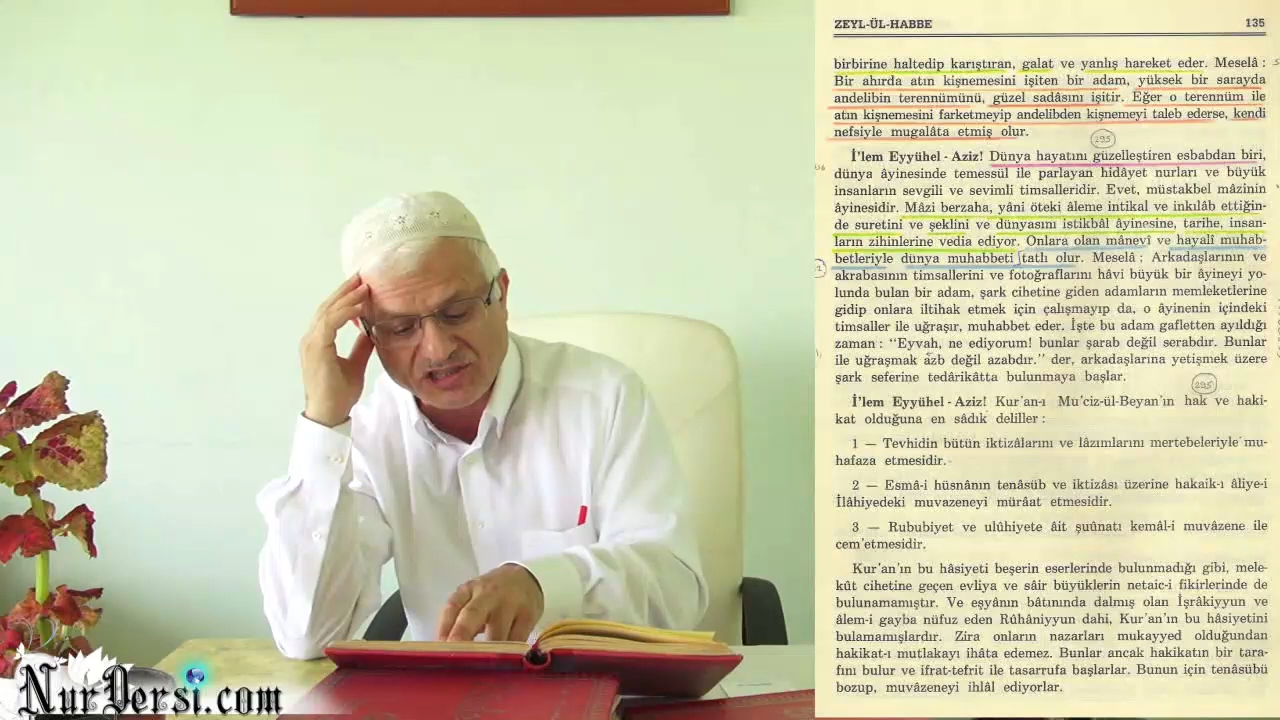 ZEYL-ÜL-HABBE 135
birbirine haltedip karıştıran, galat ve yanlış hareket eder. Meselâ :
Bir ahırda atın kişnemesini işiten bir adam, yüksek bir sarayda
andelibin terennümünü, güzel sadâsını işitir. Eğer o terennüm ile
atın kişnemesini farketmeyip andelibden kişnemeyi taleb ederse, kendi
nefsiyle mugalâta etmiş olur.
295
İ'lem Eyyühel - Aziz! Dünya hayatını güzelleştiren esbabdan biri,
dünya âyinesinde temessül ile parlayan hidâyet nurları ve büyük
insanların sevgili ve sevimli timsalleridir. Evet, müstakbel mâzinin
âyinesidir. Mâzi berzaha, yâni öteki âleme intikal ve inkılâb ettiğin-
de suretini ve şeklini ve dünyasını istikbâl âyinesine, tarihe, insan-
ların zihinlerine vedia ediyor. Onlara olan mânevî ve hayalî muhab-
betleriyle dünya muhabbeti tatlı olur. Meselâ : Arkadaşlarının ve
akrabasının timsallerini ve fotoğraflarını hâvi büyük bir âyineyi yo-
lunda bulan bir adam, şark cihetine giden adamların memleketlerine
gidip onlara iltihak etmek için çalışmayıp da, o âyinenin içindeki
timsaller ile uğraşır, muhabbet eder. İşte bu adam gafletten ayıldığı
zaman : "Eyvah, ne ediyorum! bunlar şarab değil serabdır. Bunlar
ile uğraşmak âzb değil azabdır." der, arkadaşlarına yetişmek üzere
şark seferine tedârikâtta bulunmaya başlar.
295
İ'lem Eyyühel - Aziz! Kur'an-ı Mu'ciz-ül-Beyan'ın hak ve haki-
kat olduğuna en sâdık deliller :
1 — Tevhidin bütün iktizâlarını ve lâzımlarını mertebeleriyle mu-
hafaza etmesidir.
2 — Esmâ-i hüsnânın tenâsüb ve iktizâsı üzerine hakaik-ı âliye-i
İlâhiyedeki muvazeneyi mürâat etmesidir.
3 — Rububiyet ve ulûhiyete âit şuûnatı kemâl-i muvâzene ile
cem'etmesidir.
Kur'an'ın bu hâsiyeti beşerin eserlerinde bulunmadığı gibi, mele-
kût cihetine geçen evliya ve sâir büyüklerin netaic-i fikirlerinde de
bulunamamıştır. Ve eşyânın bâtınında dalmış olan İşrâkiyyun ve
âlem-i gayba nüfuz eden Rûhâniyyun dahi, Kur'an'ın bu hâsiyetini
bulamamışlardır. Zira onların nazarları mukayyed olduğundan
hakikat-ı mutlakayı ihâta edemez. Bunlar ancak hakikatın bir tara-
fını bulur ve ifrat-tefrit ile tasarrufa başlarlar. Bunun için tenâsübü
bozup, muvâzeneyi ihlâl ediyorlar.
NurDersi.com